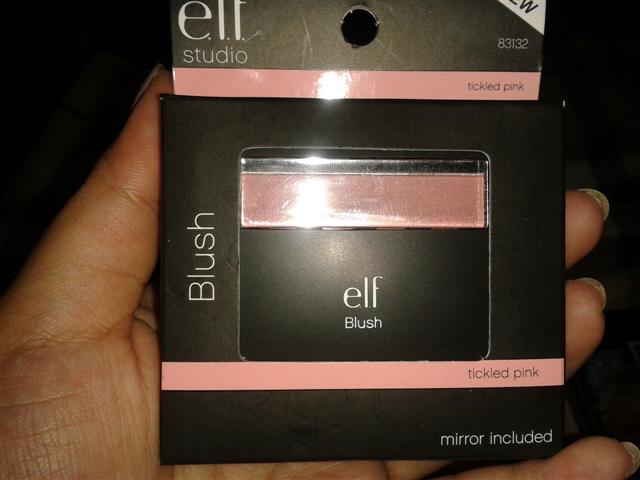 e.l.f.
studio
83132
tickled pink
Blush
e.l.f
Blush
tickled pink
mirror included